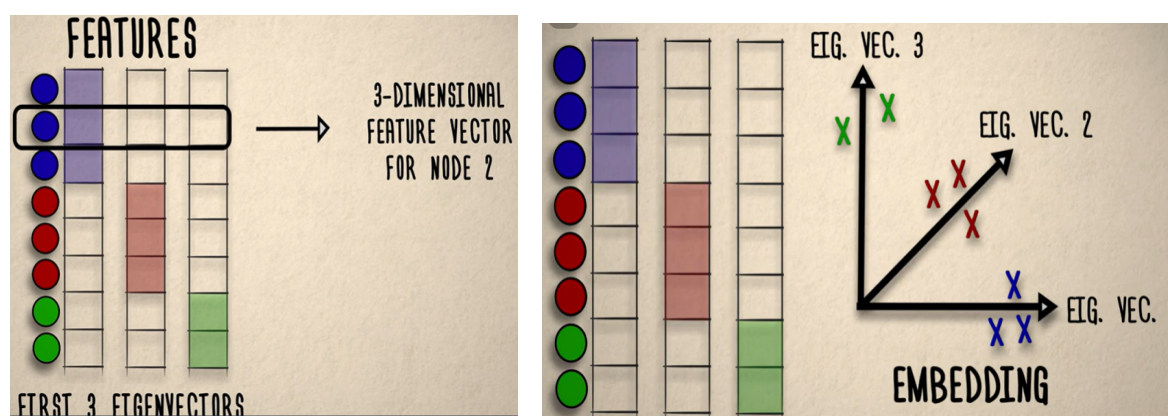 FEATURES
3-DIMENSIONAL
FEATURE VECTOR
FOR NODE 2
FIRST 3 EIGENVECTORS
EIG. VEC. 3
EIG. VEC. 2
EIG. VEC.
EMBEDDING